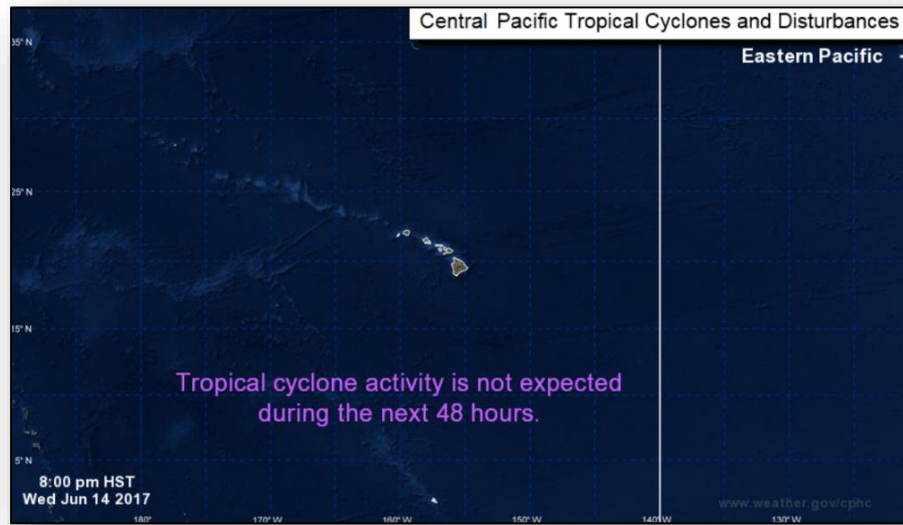 Central Pacific Tropical Cyclones and Disturbances
35° N
Eastern Pacific
25° N
15° N
Tropical cyclone activity is not expected
during the next 48 hours.
5° N
8:00 pm HST
Wed Jun 14 2017
www.weather.gov/cphc
180° 170° W 160° W 150° W 140° W 130° W